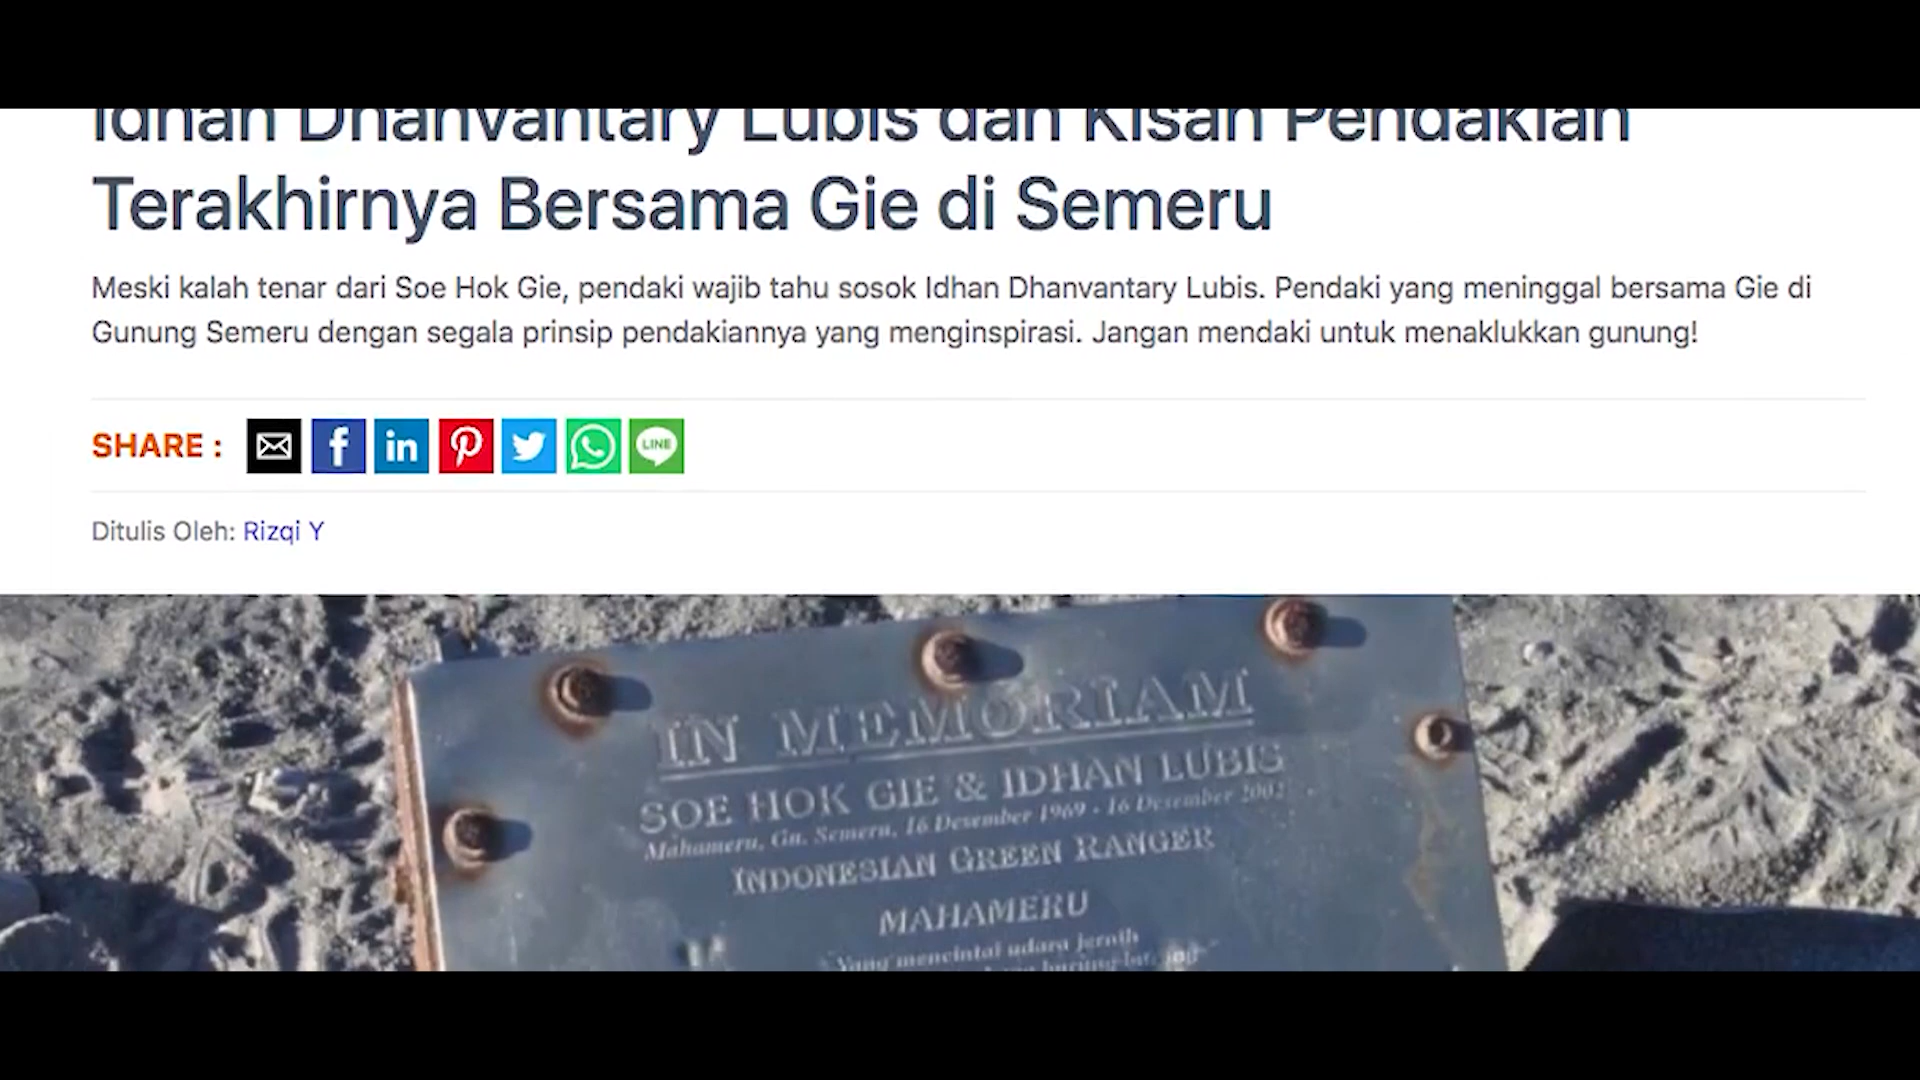 Idhan Dhanvantary Lubis dan Kisah Pendakian
Terakhirnya Bersama Gie di Semeru
Meski kalah tenar dari Soe Hok Gie, pendaki wajib tahu sosok Idhan Dhanvantary Lubis. Pendaki yang meninggal bersama Gie di
Gunung Semeru dengan segala prinsip pendakiannya yang menginspirasi. Jangan mendaki untuk menaklukkan gunung!
SHARE :
LINE
Ditulis Oleh: Rizqi Y
IN MEMORIAM
SOE HOK GIE & IDHAN LUBIS
Mahameru, Gn. Semeru, 16 Desember 1969 - 16 Desember 2002
INDONESIAN GREEN RANGER
MAHAMERU
Yang mencintai udara jernih